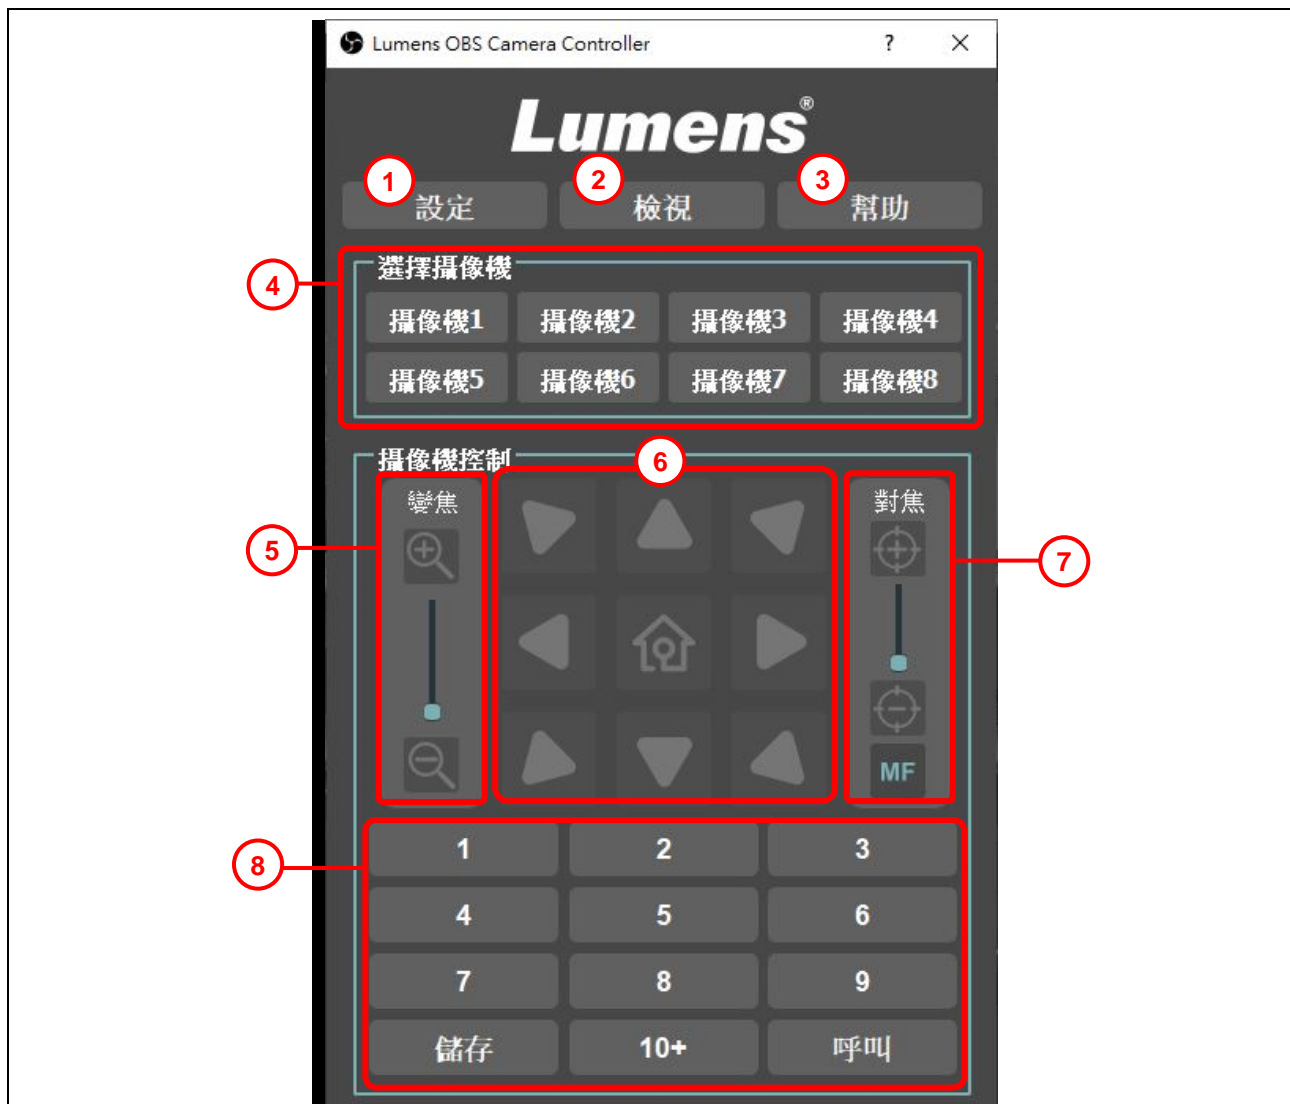 Lumens OBS Camera Controller ? ×
Lumens®
1 2 3
設定 檢視 幫助
4
選擇攝像機
攝像機1 攝像機2 攝像機3 攝像機4
攝像機5 攝像機6 攝像機7 攝像機8
攝像機控制
6
變焦 對焦
5 7
MF
8
1 2 3
4 5 6
7 8 9
儲存 10+ 呼叫